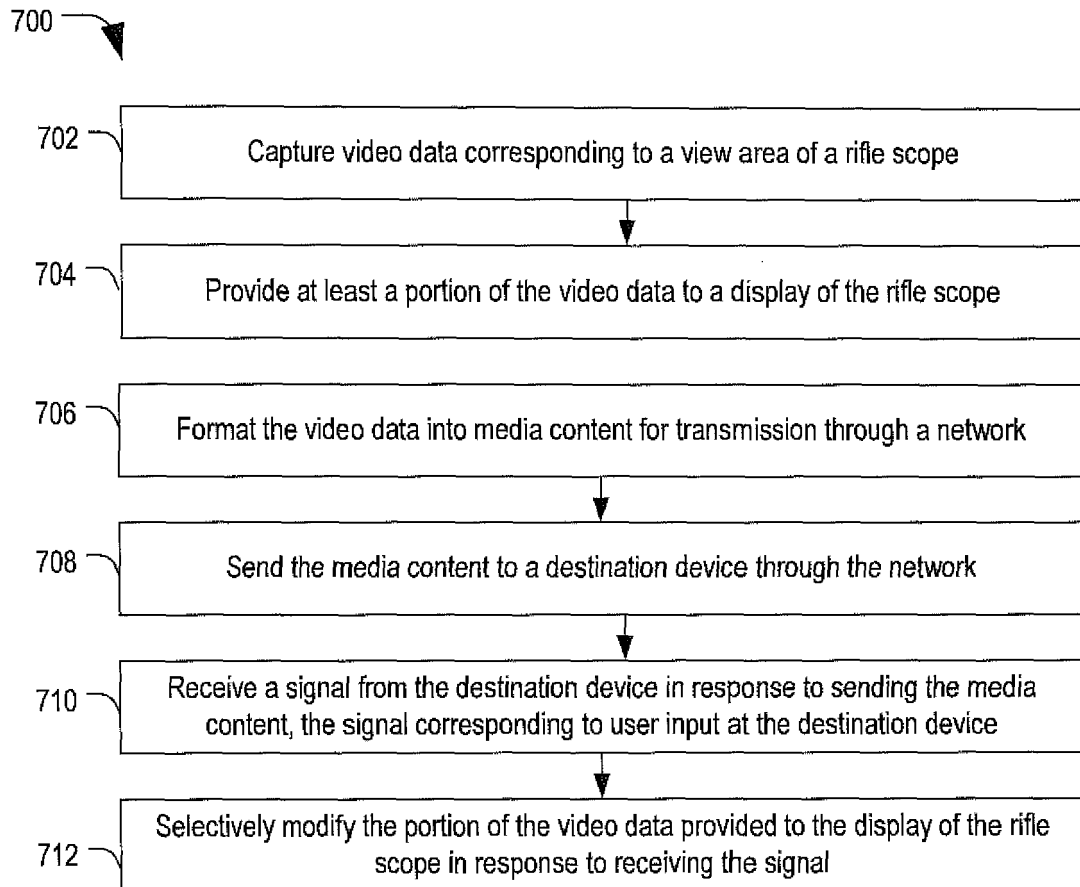 700
702
Capture video data corresponding to a view area of a rifle scope
704
Provide at least a portion of the video data to a display of the rifle scope
706
Format the video data into media content for transmission through a network
708
Send the media content to a destination device through the network
710
Receive a signal from the destination device in response to sending the media
content, the signal corresponding to user input at the destination device
712
Selectively modify the portion of the video data provided to the display of the rifle
scope in response to receiving the signal